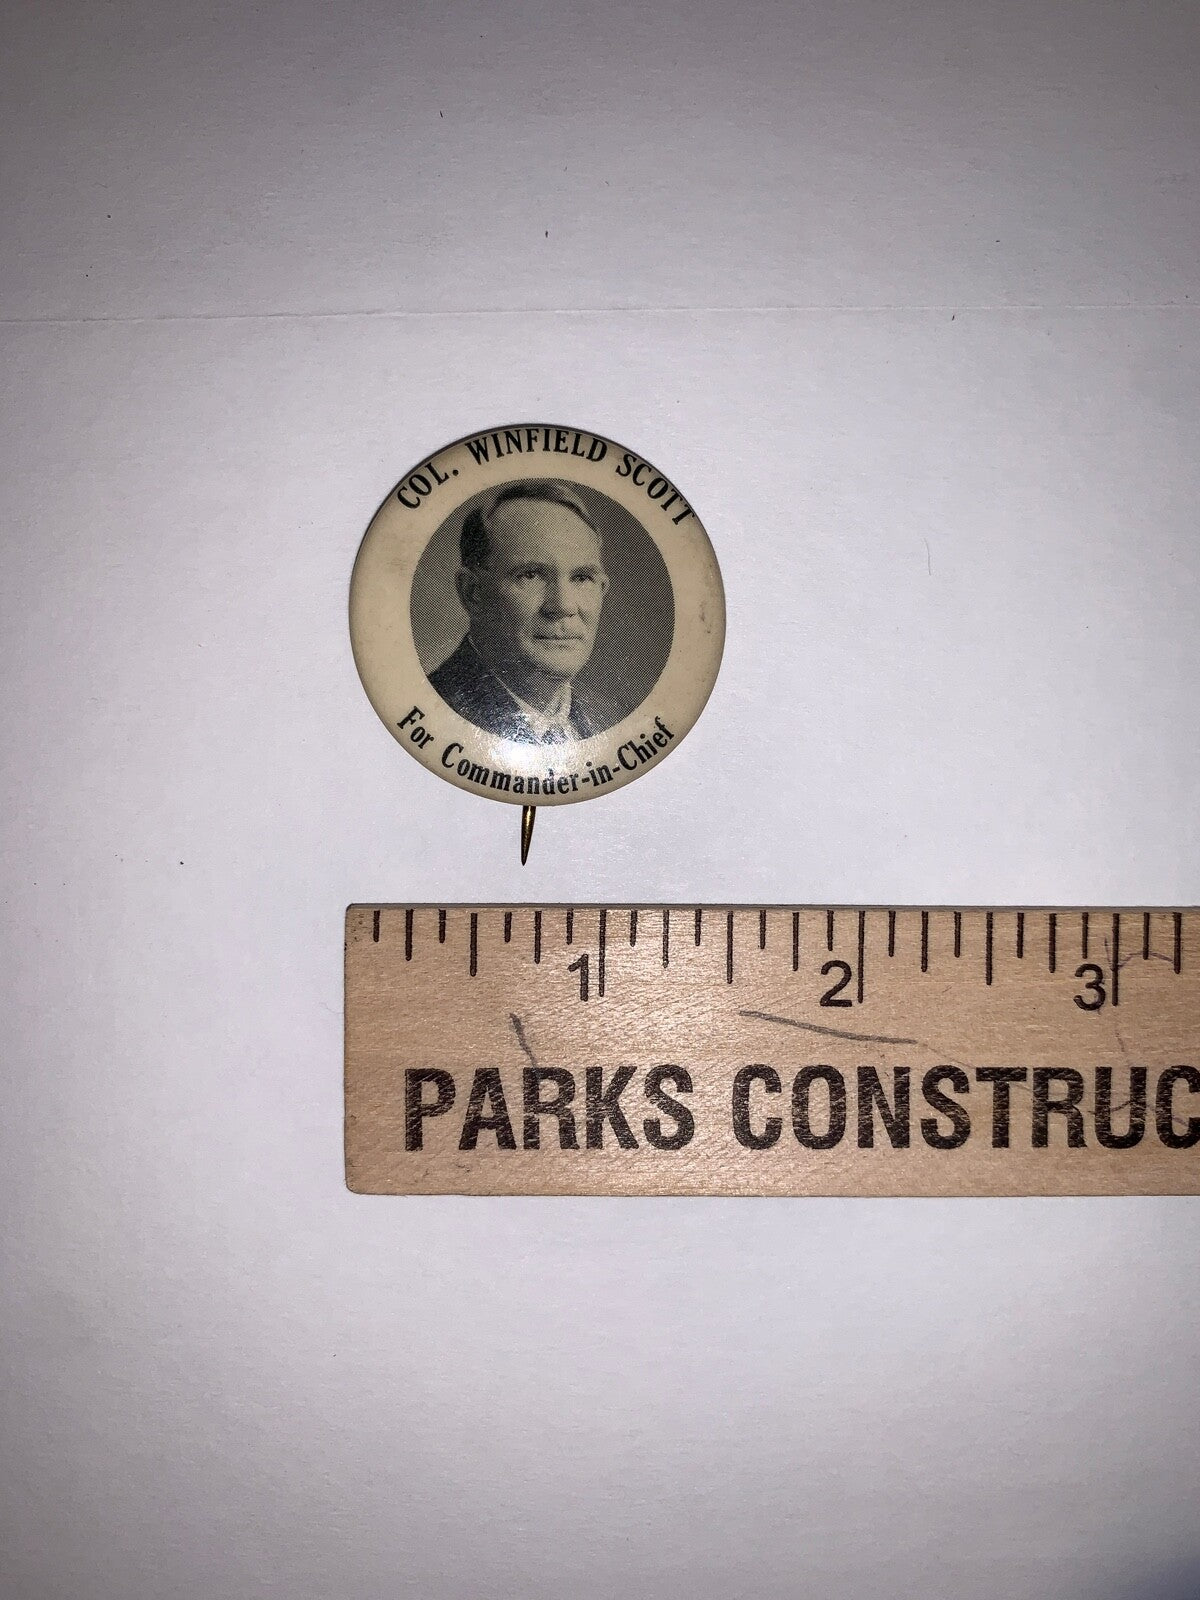 COL. WINFIELD SCOTT
For Commander-in-Chief
1 2 3
PARKS CONSTRUC